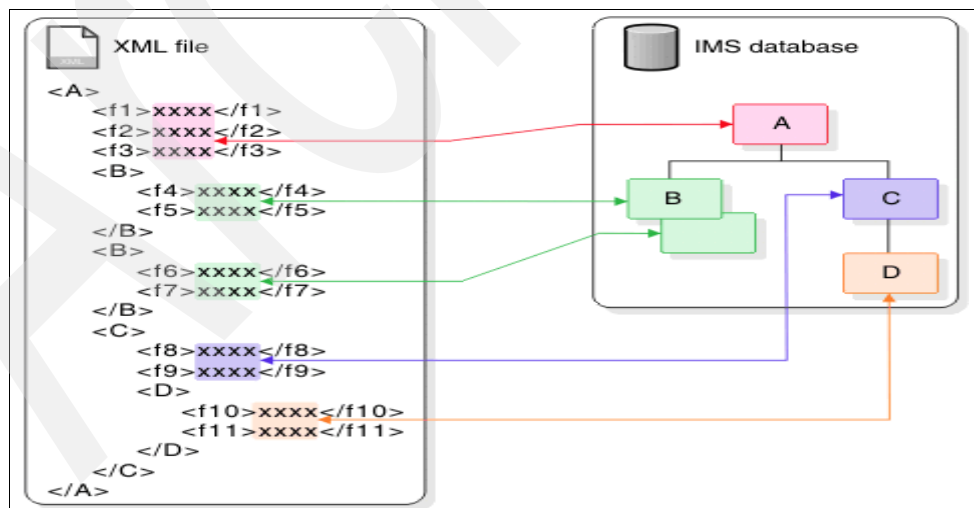 XML file
XML
<A>
<f1>xxxx</f1>
<f2>xxxx</f2>
<f3>xxxx</f3>
<B>
<f4>xxxx</f4>
<f5>xxxx</f5>
</B>
<B>
<f6>xxxx</f6>
<f7>xxxx</f7>
</B>
<C>
<f8>xxxx</f8>
<f9>xxxx</f9>
<D>
<f10>xxxx</f10>
<f11>xxxx</f11>
</D>
</C>
</A>
IMS database
A
B
C
D